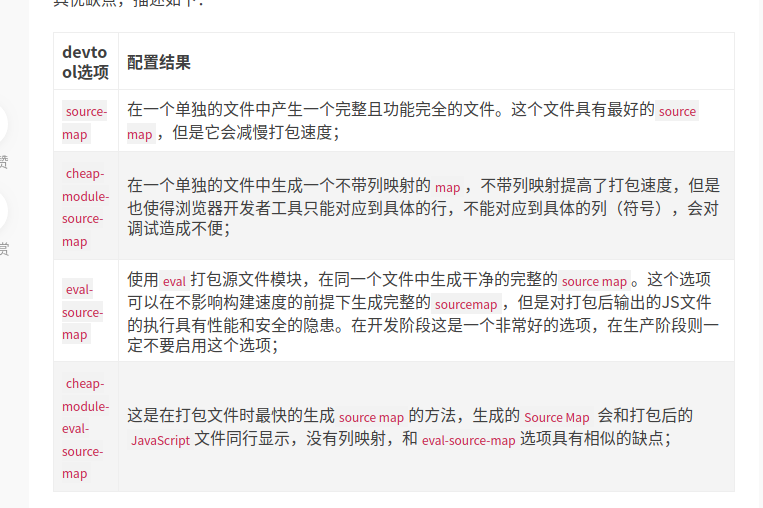 其优缺点，描述如下：
devto
ol选项
配置结果
source-
map
在一个单独的文件中产生一个完整且功能完全的文件。这个文件具有最好的 source
map ，但是它会减慢打包速度；
cheap-
module-
source-
map
在一个单独的文件中生成一个不带列映射的 map ，不带列映射提高了打包速度，但是
也使得浏览器开发者工具只能对应到具体的行，不能对应到具体的列（符号），会对
调试造成不便；
eval-
source-
map
使用 eval 打包源文件模块，在同一个文件中生成干净的完整的 source map 。这个选项
可以在不影响构建速度的前提下生成完整的 sourcemap ，但是对打包后输出的JS文件
的执行具有性能和安全的隐患。在开发阶段这是一个非常好的选项，在生产阶段则一
定不要启用这个选项；
cheap-
module-
eval-
source-
map
这是在打包文件时最快的生成 source map 的方法，生成的 Source Map 会和打包后的
JavaScript 文件同行显示，没有列映射，和 eval-source-map 选项具有相似的缺点；
赞
赏